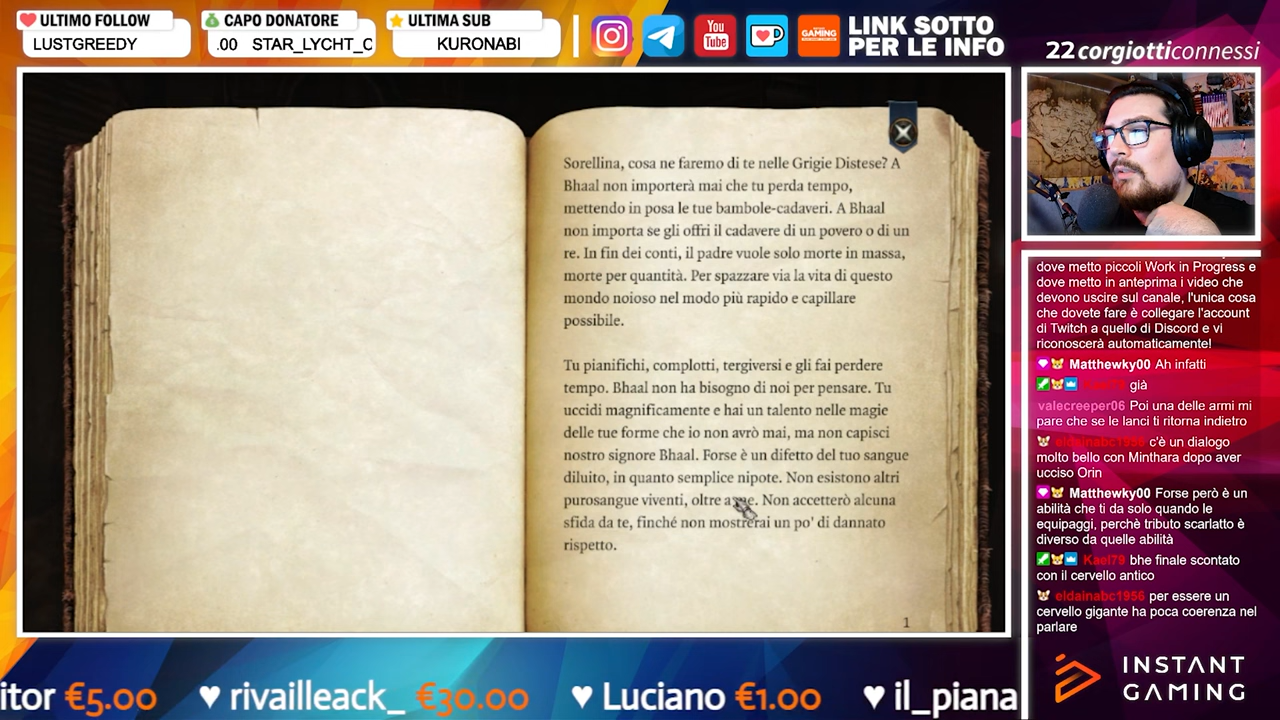 ULTIMO FOLLOW
LUSTGREEDY
CAPO DONATORE
.00 STAR_LYCHT_C
ULTIMA SUB
KURONABI
You
Tube
GAMING
LINK SOTTO
PER LE INFO
22corgiotticonnessi
Sorellina, cosa ne faremo di te nelle Grigie Distese? A
Bhaal non importerà mai che tu perda tempo,
mettendo in posa le tue bambole-cadaveri. A Bhaal
non importa se gli offri il cadavere di un povero o di un
re. In fin dei conti, il padre vuole solo morte in massa,
morte per quantità. Per spazzare via la vita di questo
mondo noioso nel modo più rapido e capillare
possibile.
Tu pianifichi, complotti, tergiversi e gli fai perdere
tempo. Bhaal non ha bisogno di noi per pensare. Tu
uccidi magnificamente e hai un talento nelle magie
delle tue forme che io non avrò mai, ma non capisci
nostro signore Bhaal. Forse è un difetto del tuo sangue
diluito, in quanto semplice nipote. Non esistono altri
purosangue viventi, oltre a me. Non accetterò alcuna
sfida da te, finché non mostrerai un po' di dannato
rispetto.
1
dove metto piccoli Work in Progress e
dove metto in anteprima i video che
devono uscire sul canale, l'unica cosa
che dovete fare è collegare l'account
di Twitch a quello di Discord e vi
riconoscerà automaticamente!
Matthewky00 Ah infatti
Kael79 già
valecreeper06 Poi una delle armi mi
pare che se le lanci ti ritorna indietro
eldainabc1956 c'è un dialogo
molto bello con Minthara dopo aver
ucciso Orin
Matthewky00 Forse però è un
abilità che ti da solo quando le
equipaggi, perchè tributo scarlatto è
diverso da quelle abilità
Kael79 bhe finale scontato
con il cervello antico
eldainabc1956 per essere un
cervello gigante ha poca coerenza nel
parlare
INSTANT
GAMING
itor €5.00 ♥ rivailleack_ €30.00 ♥ Luciano €1.00 ♥ il_piana